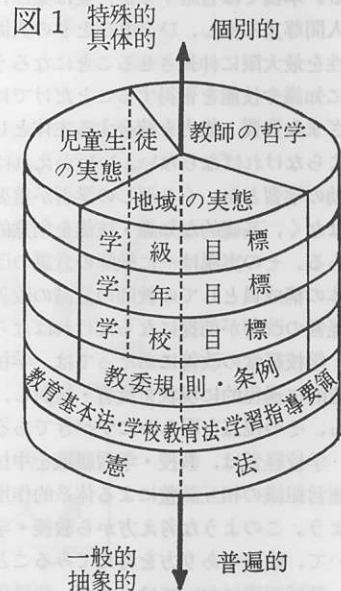 図
特殊的
具体的
個別的
児童生徒
の実態
教師の哲学
地域の実態
学級目標
学年目標
学校目標
教委規則・条例
教育基本法・学校教育法・学習指導要領
憲法
一般的
抽象的
普遍的